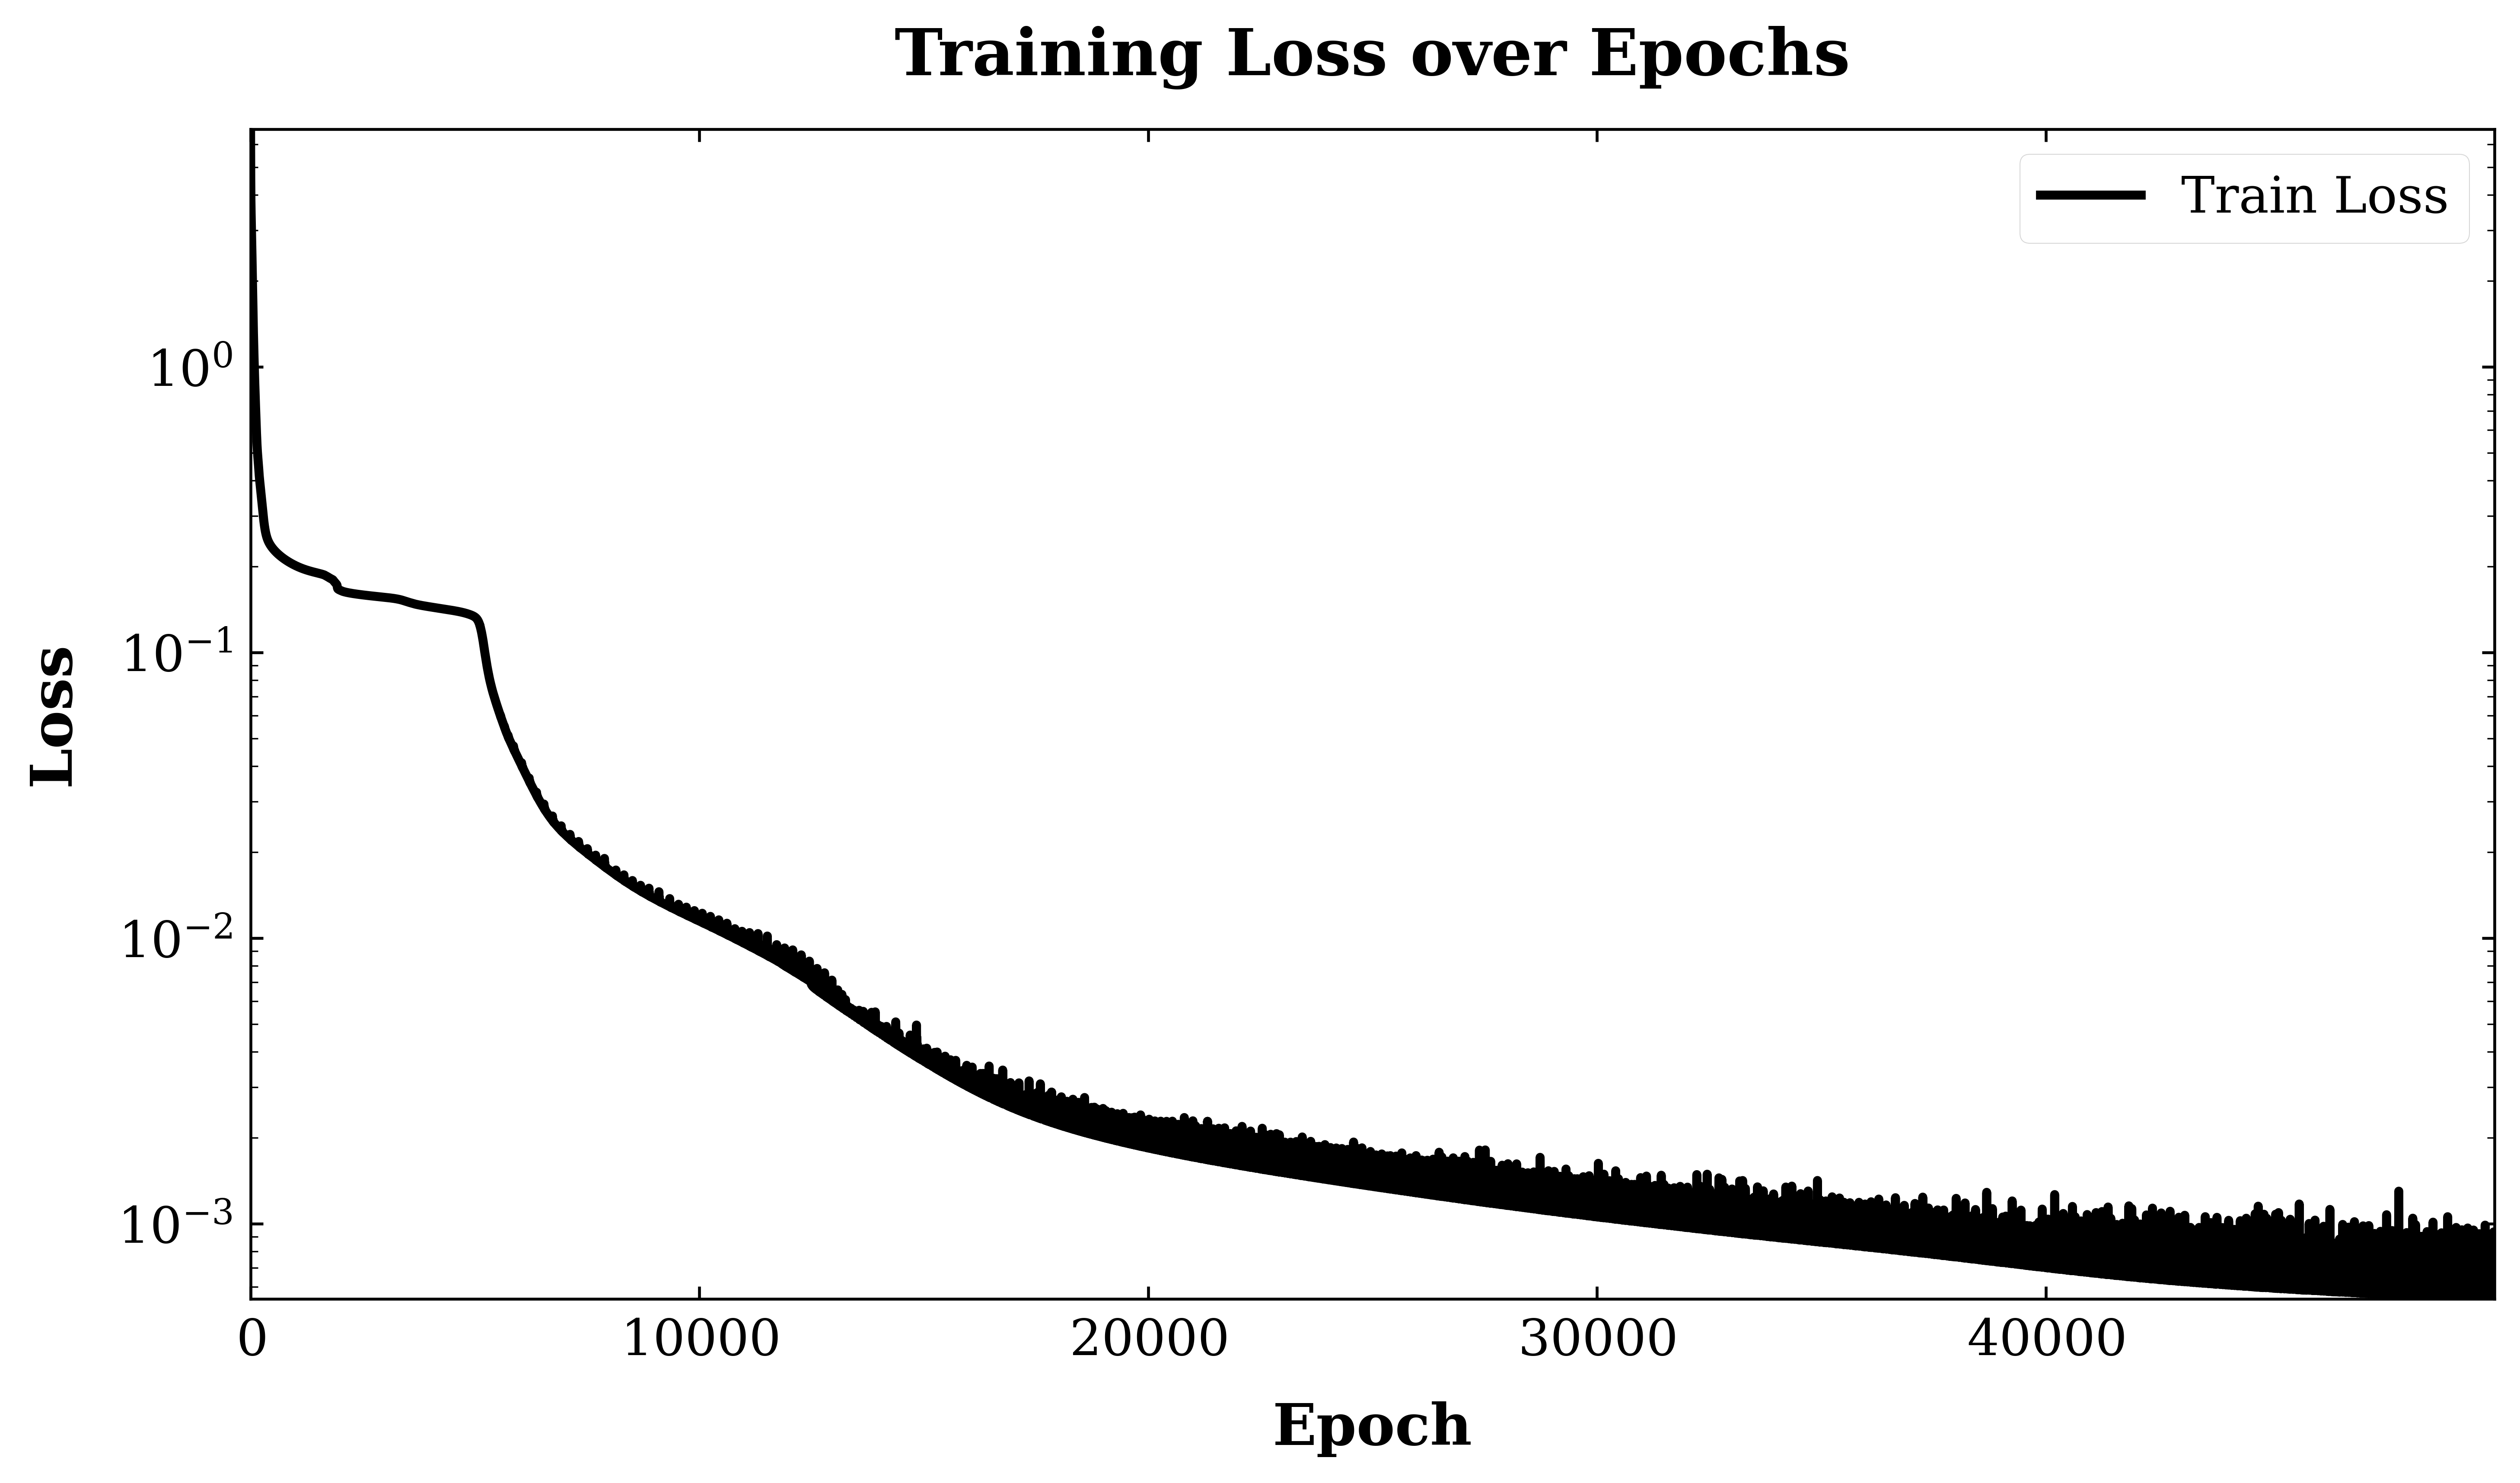 Training Loss over Epochs
Train Loss
10⁰
10⁻¹
10⁻²
10⁻³
Loss
0 10000 20000 30000 40000
Epoch